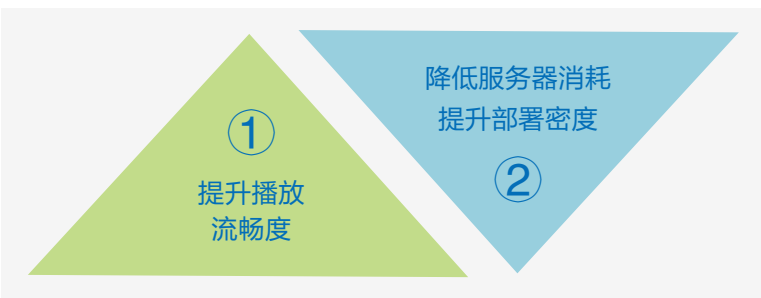 ①
提升播放
流畅度
降低服务器消耗
提升部署密度
②